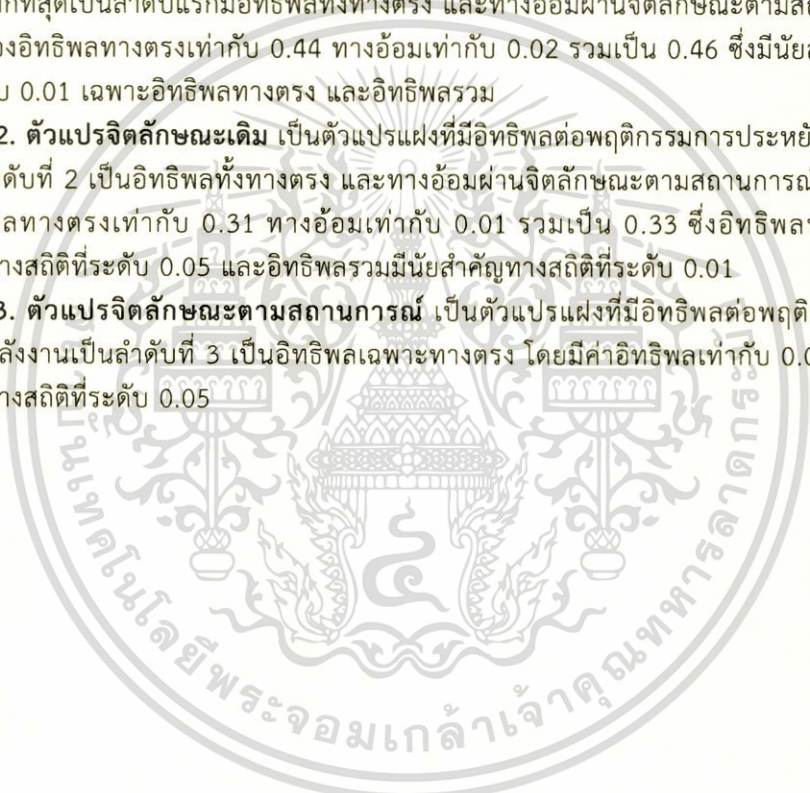 กที่สุดเป็นลำดับแรกมีอิทธิพลทั้งทางตรง และทางอ้อมผ่านจิตลักษณะตามสถ
องอิทธิพลทางตรงเท่ากับ 0.44 ทางอ้อมเท่ากับ 0.02 รวมเป็น 0.46 ซึ่งมีนัยส
บ 0.01 เฉพาะอิทธิพลทางตรง และอิทธิพลรวม
2. ตัวแปรจิตลักษณะเดิม เป็นตัวแปรแฝงที่มีอิทธิพลต่อพฤติกรรมการประหยั
ดับที่ 2 เป็นอิทธิพลทั้งทางตรง และทางอ้อมผ่านจิตลักษณะตามสถานการณ
ลทางตรงเท่ากับ 0.31 ทางอ้อมเท่ากับ 0.01 รวมเป็น 0.33 ซึ่งอิทธิพล
างสถิติที่ระดับ 0.05 และอิทธิพลรวมมีนัยสำคัญทางสถิติที่ระดับ 0.01
3. ตัวแปรจิตลักษณะตามสถานการณ์ เป็นตัวแปรแฝงที่มีอิทธิพลต่อพฤติ
ลังงานเป็นลำดับที่ 3 เป็นอิทธิพลเฉพาะทางตรง โดยมีค่าอิทธิพลเท่ากับ 0.0
างสถิติที่ระดับ 0.05
เทคโนโลยีพระจอมเกล้าเจ้าคุณทหารลาดกระบัง